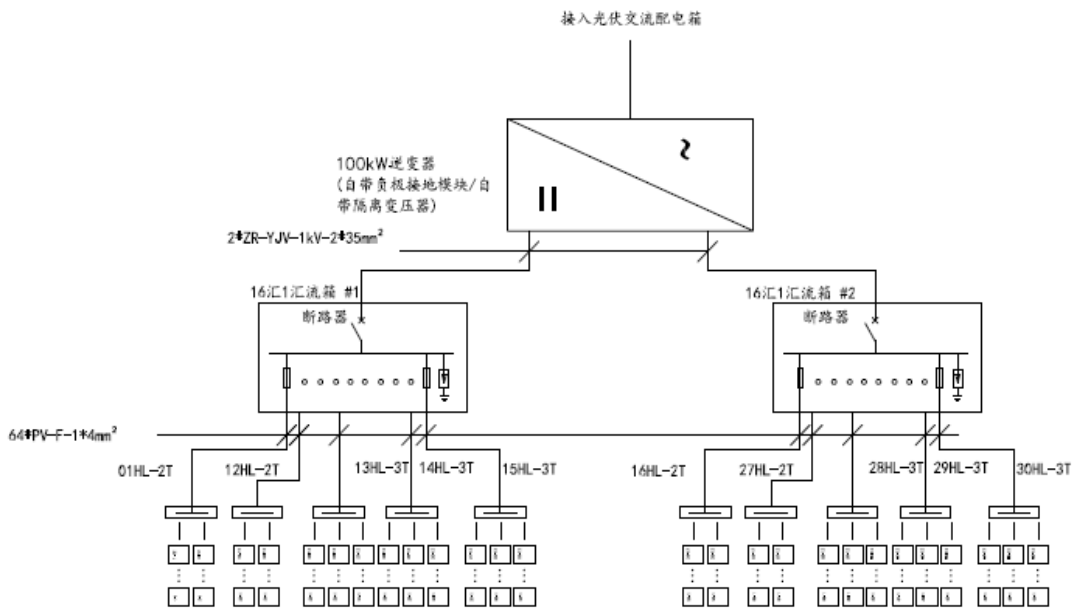 接入光伏交流配电箱
100kW逆变器
(自带负极接地模块/自
带隔离变压器)
2*ZR-YJV-1kV-2*35mm²
16汇1汇流箱 #1
断路器
16汇1汇流箱 #2
断路器
64*PV-F-1*4mm²
01HL-2T
12HL-2T
13HL-3T
14HL-3T
15HL-3T
16HL-2T
27HL-2T
28HL-3T
29HL-3T
30HL-3T